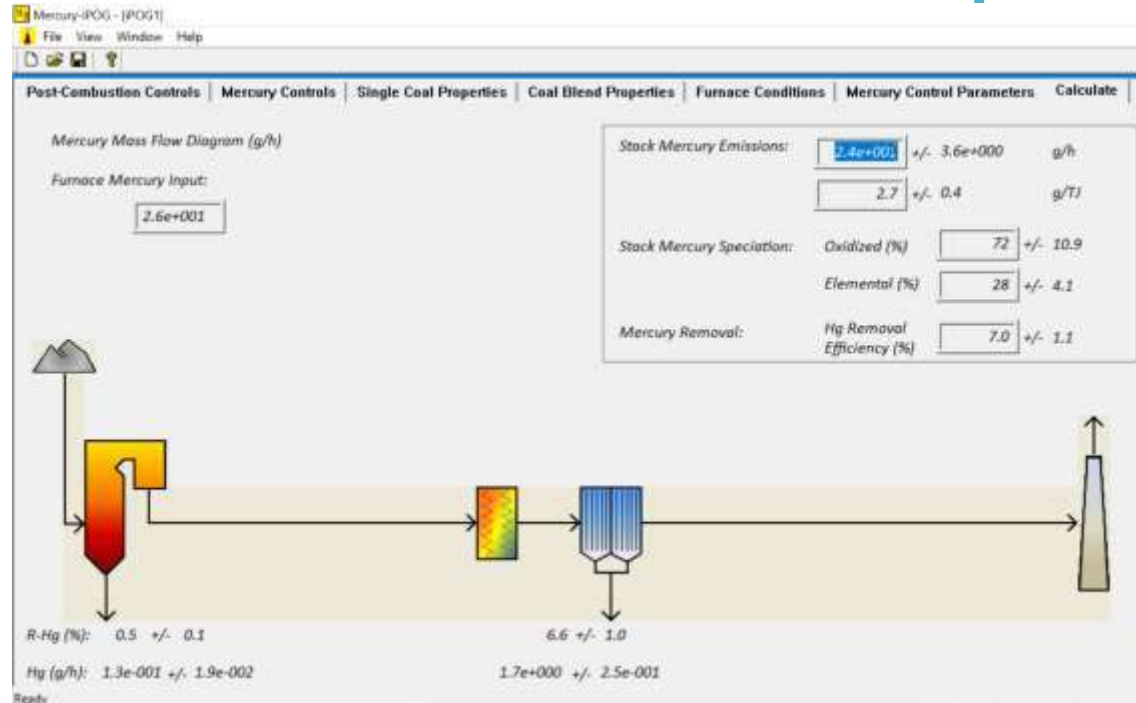 Mercury-iPOG - [iPOG1]
File View Window Help
Post-Combustion Controls | Mercury Controls | Single Coal Properties | Coal Blend Properties | Furnace Conditions | Mercury Control Parameters Calculate
Mercury Mass Flow Diagram (g/h)
Furnace Mercury Input:
2.6e+001
Stack Mercury Emissions: 2.4e+001 +/- 3.6e+000 g/h
2.7 +/- 0.4 g/TJ
Stack Mercury Speciation: Oxidized (%) 72 +/- 10.9
Elemental (%) 28 +/- 4.1
Mercury Removal: Hg Removal Efficiency (%) 7.0 +/- 1.1
R-Hg (%): 0.5 +/- 0.1 6.6 +/- 1.0
Hg (g/h): 1.3e-001 +/- 1.9e-002 1.7e+000 +/- 2.5e-001
Ready